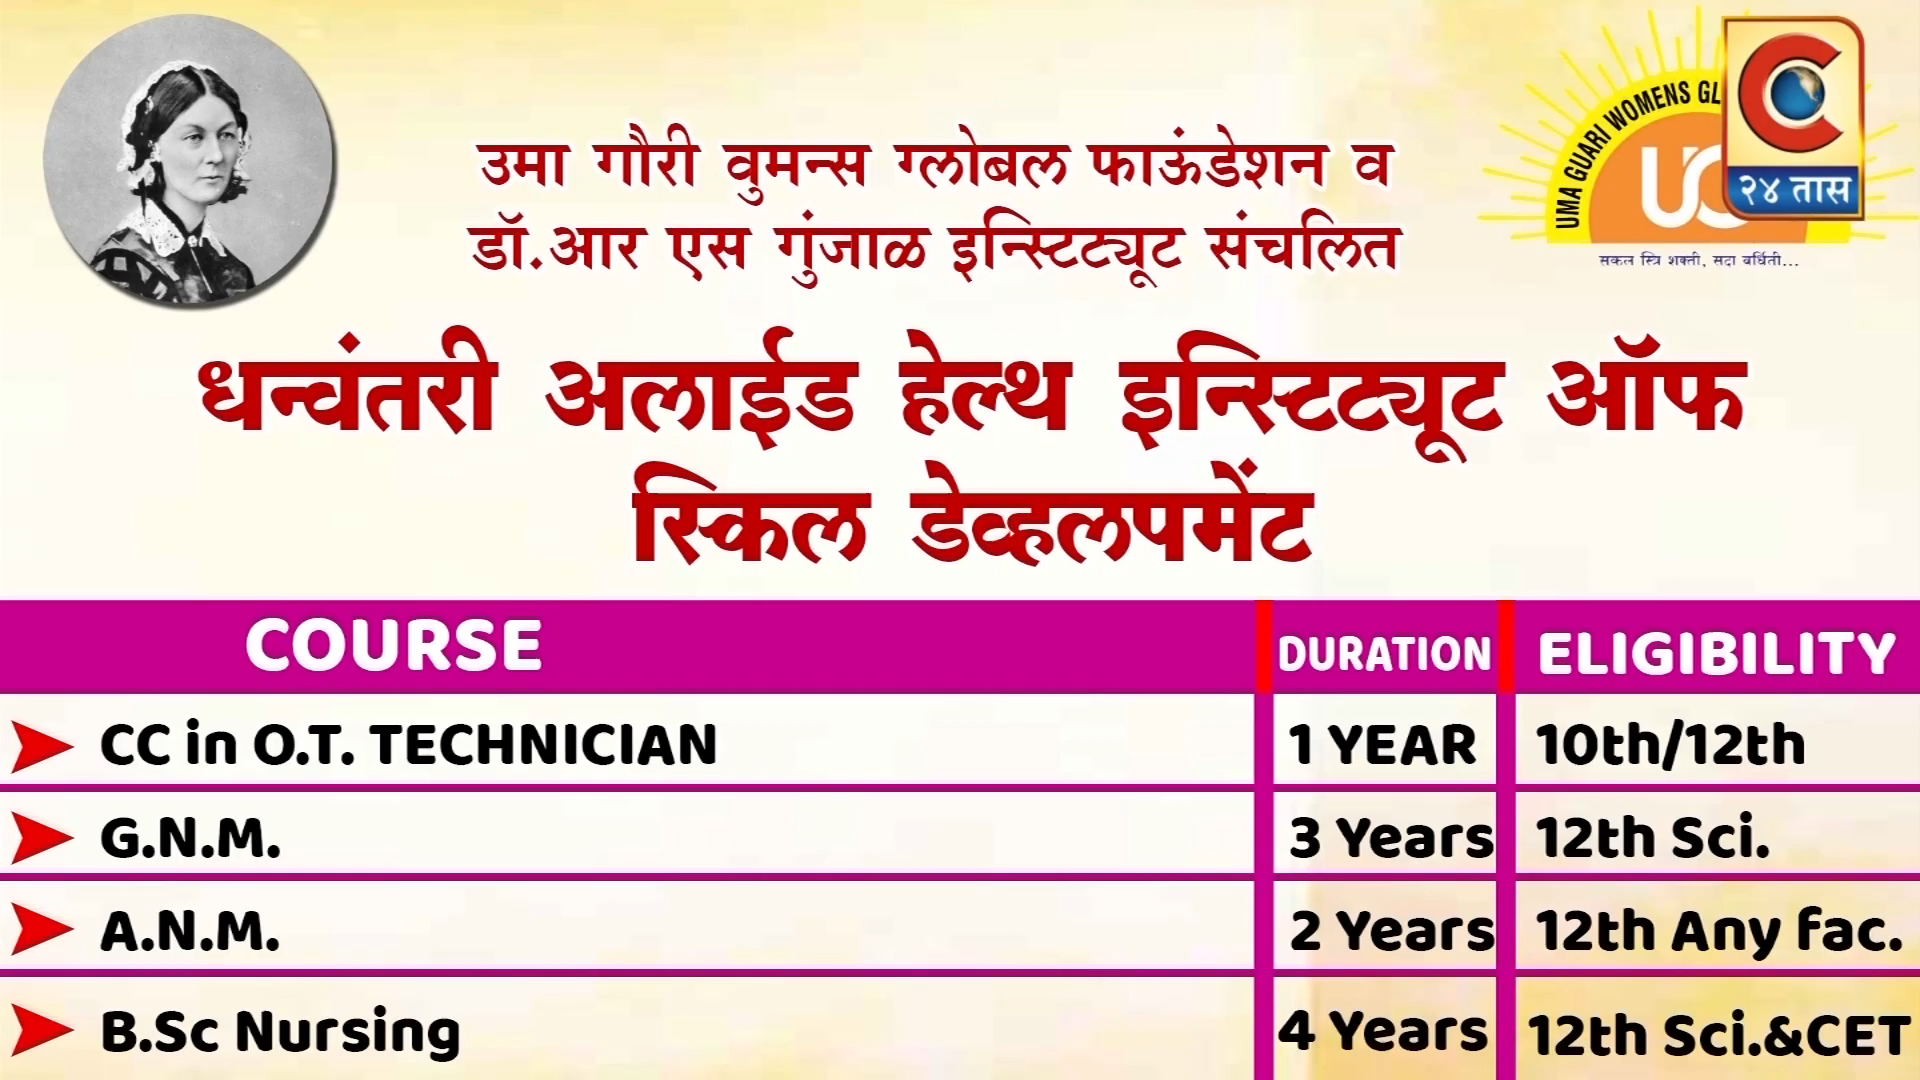 उमा गौरी वुमन्स ग्लोबल फाऊंडेशन व
डॉ.आर एस गुंजाळ इन्स्टिट्यूट संचलित
UMA GUARI WOMENS
२४ तास
सकल स्त्रि शक्ती, सदा वर्धिती...
धन्वंतरी अलाईड हेल्थ इन्स्टिट्यूट ऑफ
स्किल डेव्हलपमेंट
COURSE DURATION ELIGIBILITY
CC in O.T. TECHNICIAN 1 YEAR 10th/12th
G.N.M. 3 Years 12th Sci.
A.N.M. 2 Years 12th Any fac.
B.Sc Nursing 4 Years 12th Sci.&CET